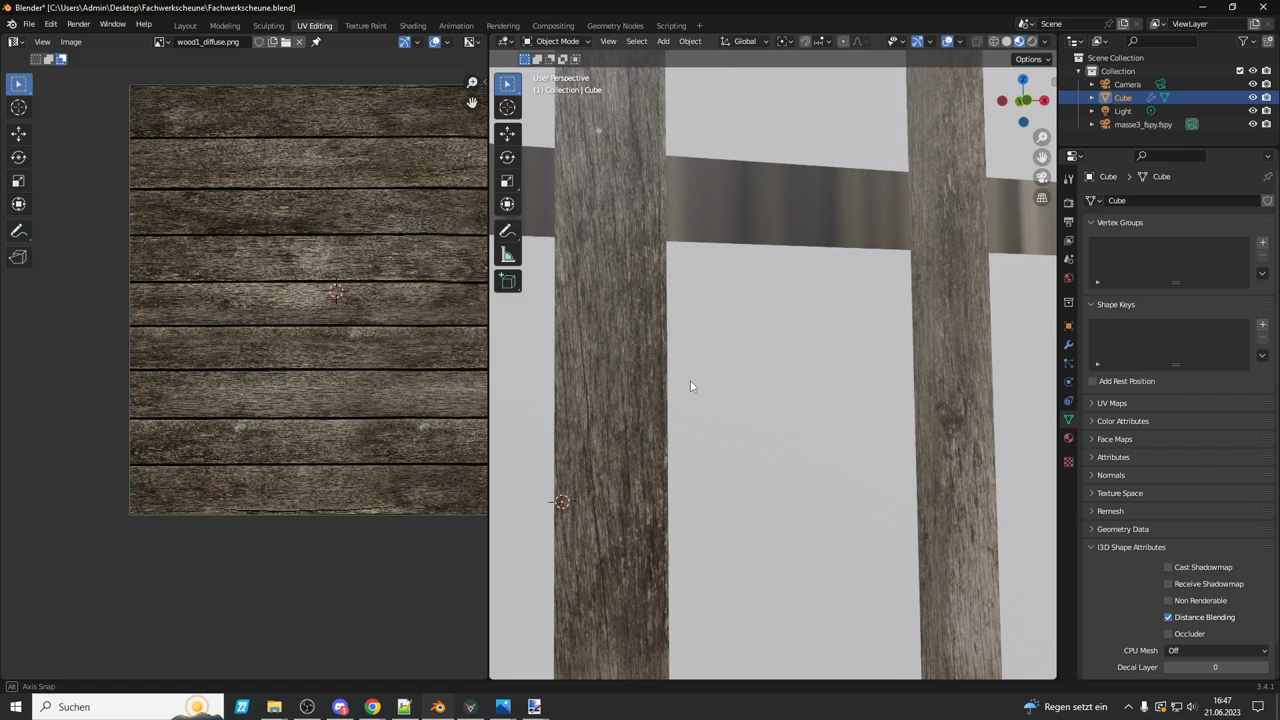 Blender* [C:\Users\Admin\Desktop\Fachwerkscheune\Fachwerkscheune.blend]
File Edit Render Window Help Layout Modeling Sculpting UV Editing Texture Paint Shading Animation Rendering Compositing Geometry Nodes Scripting + Scene ViewLayer
View Image wood1_diffuse.png Object Mode View Select Add Object Global
Options
User Perspective
(1) Collection | Cube
Scene Collection
Collection
Camera
Cube
Light
masse3_fspy.fspy
Z
X
Y
Cube Cube
Cube
Vertex Groups
Shape Keys
Add Rest Position
UV Maps
Color Attributes
Face Maps
Attributes
Normals
Texture Space
Remesh
Geometry Data
I3D Shape Attributes
Cast Shadowmap
Receive Shadowmap
Non Renderable
Distance Blending
Occluder
CPU Mesh Off
Decal Layer 0
Alt Axis Snap 3.4.1
Suchen Regen setzt ein 16:47
21.06.2023